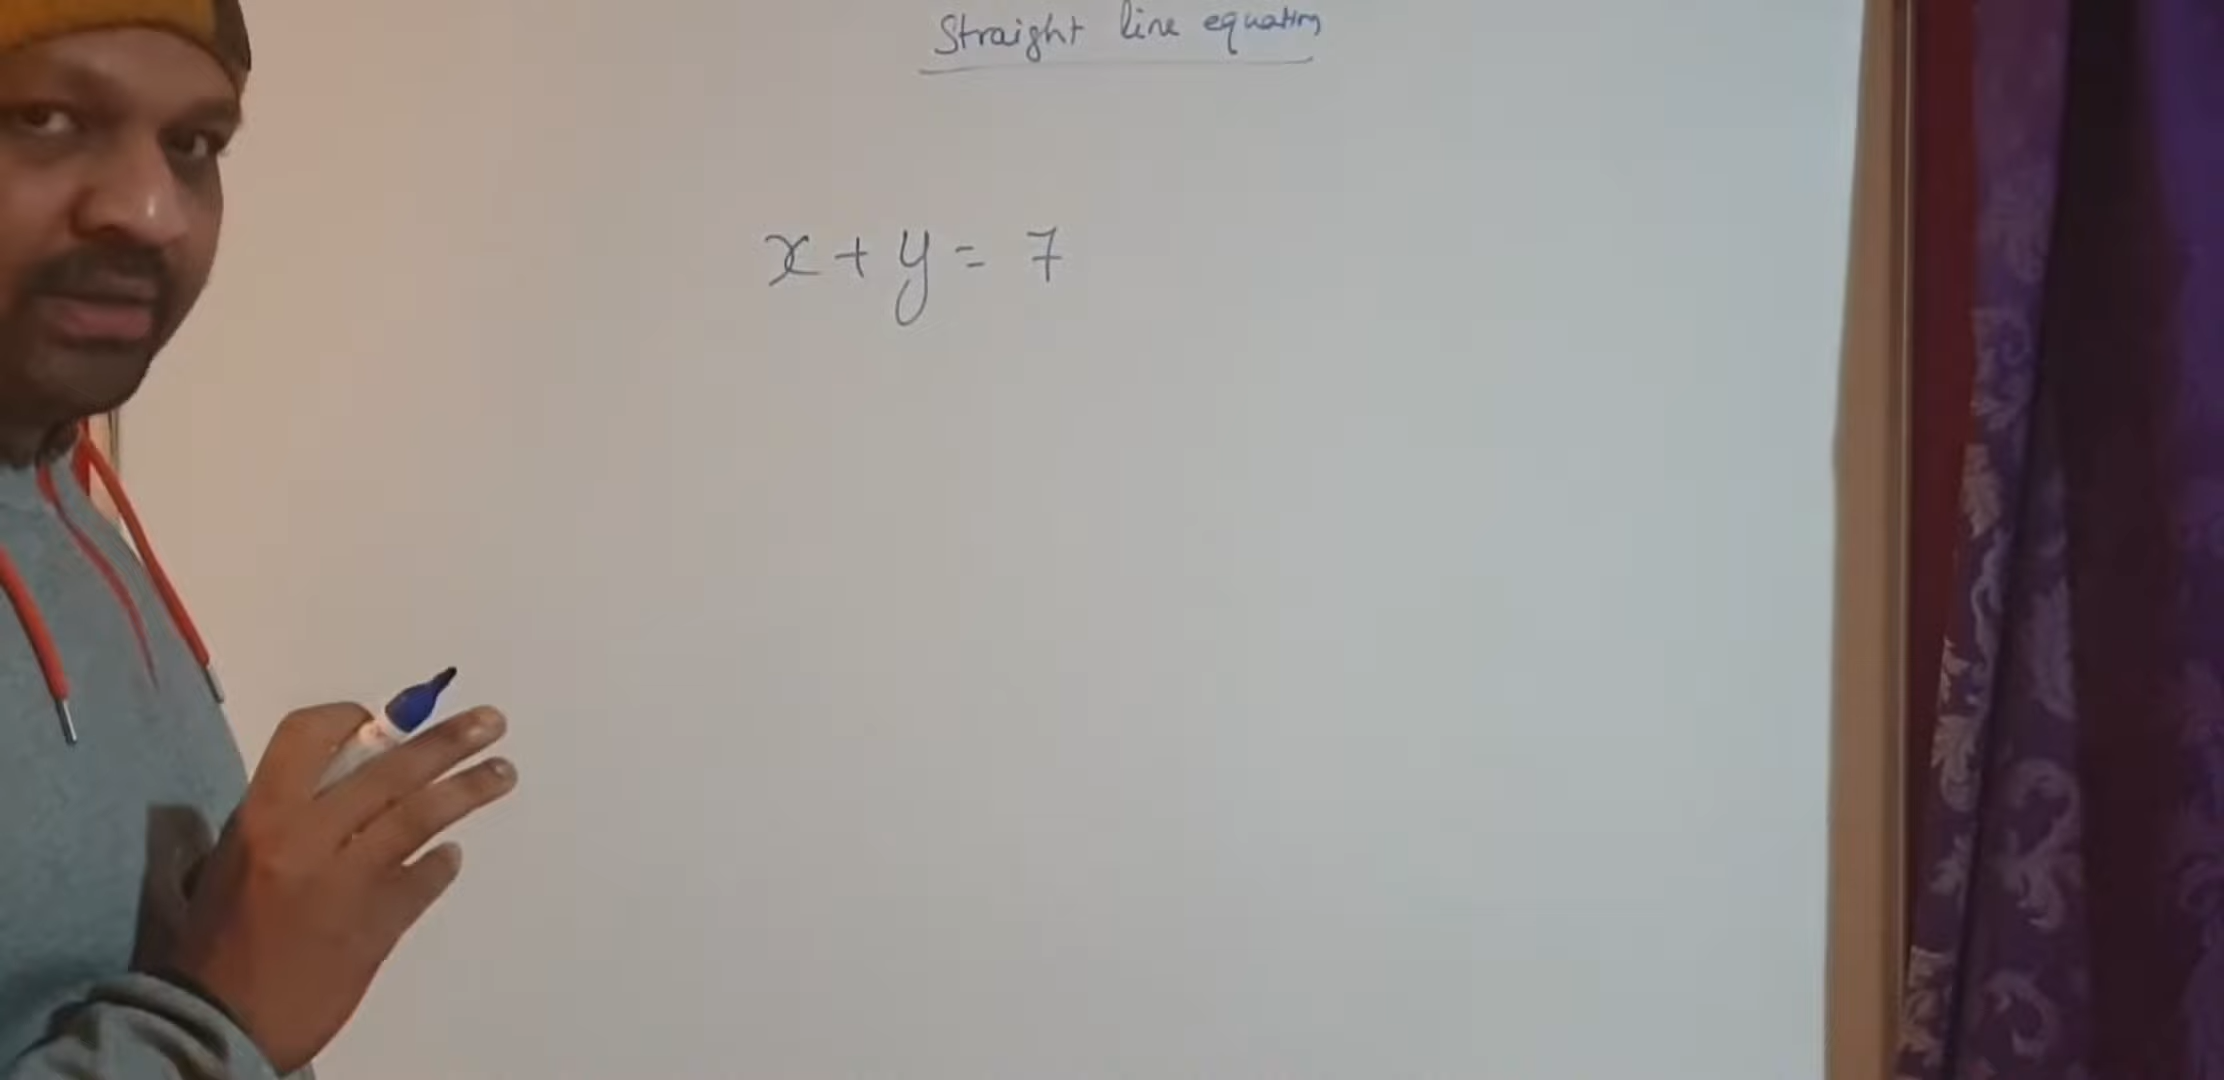 Straight line equation
x + y = 7